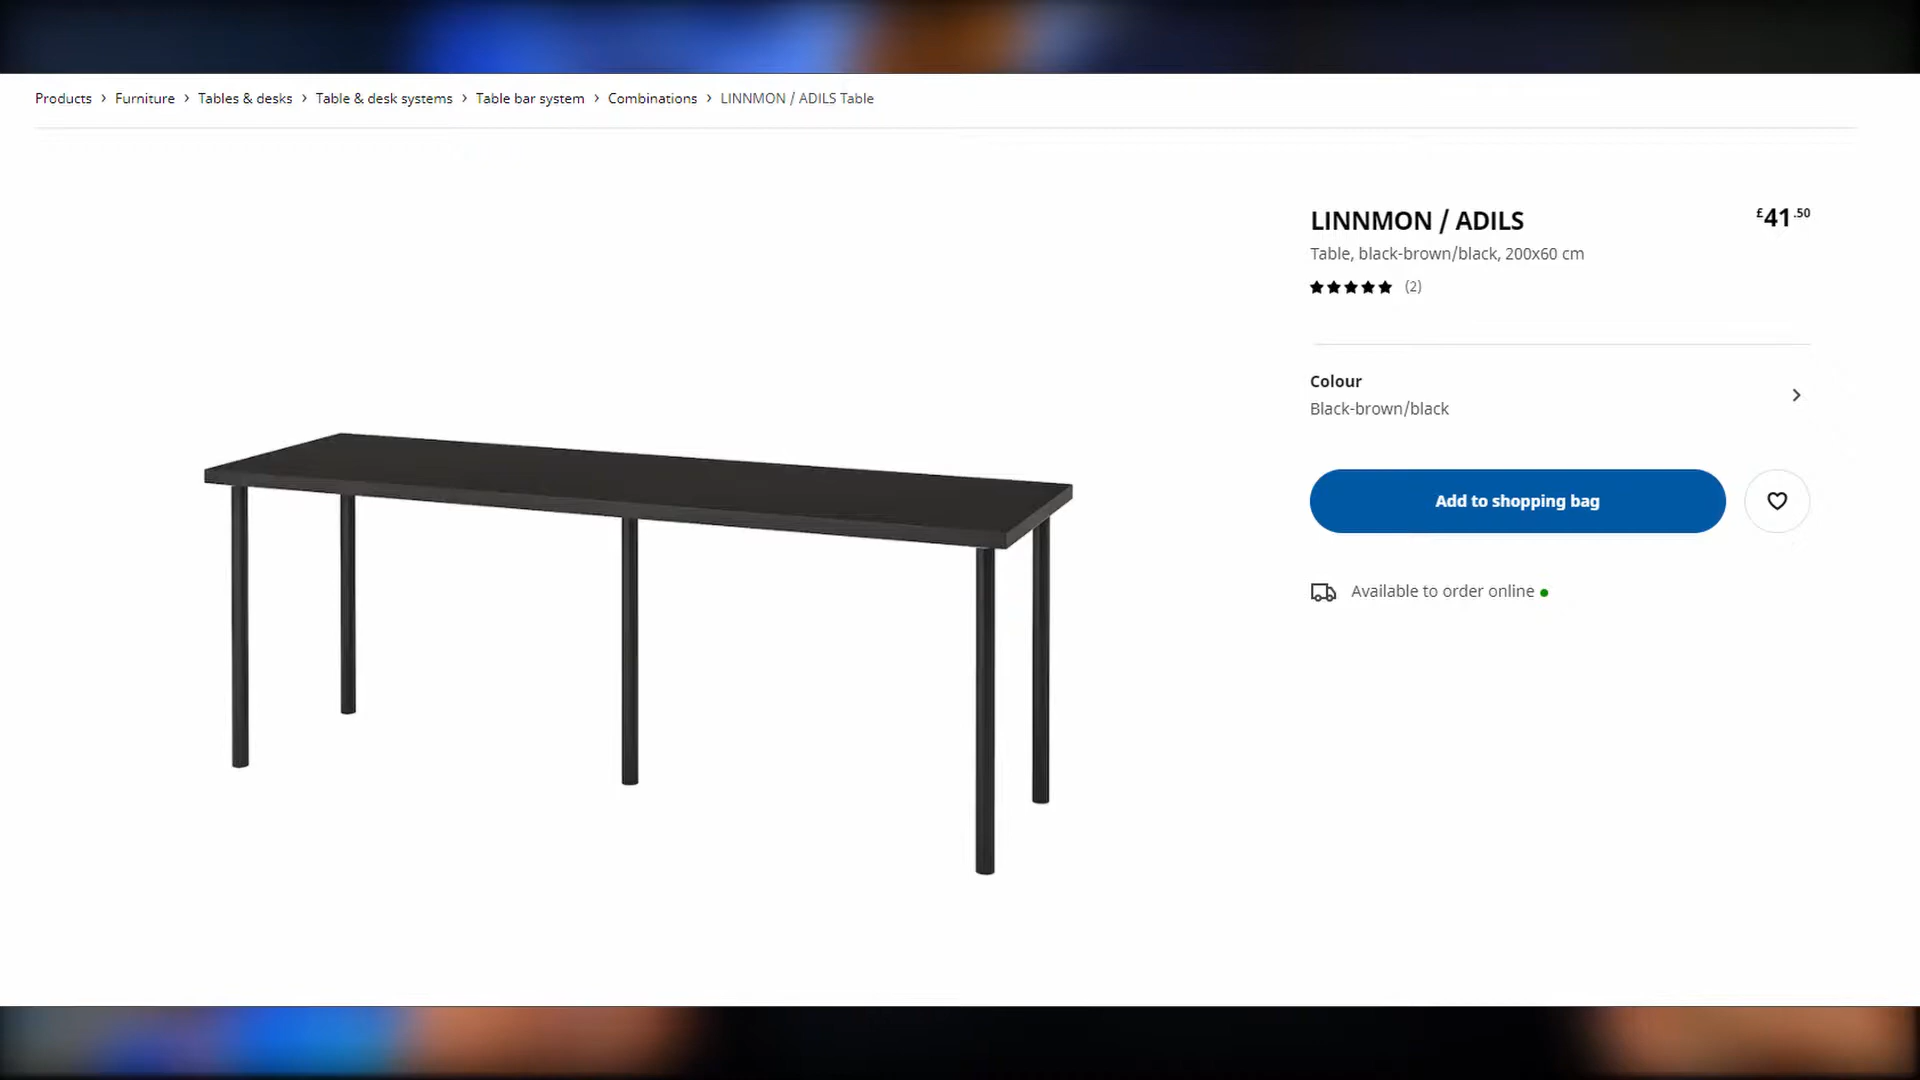 Products › Furniture › Tables & desks › Table & desk systems › Table bar system › Combinations › LINNMON / ADILS Table
LINNMON / ADILS
£41.50
Table, black-brown/black, 200x60 cm
(2)
Colour
Black-brown/black
Add to shopping bag
Available to order online